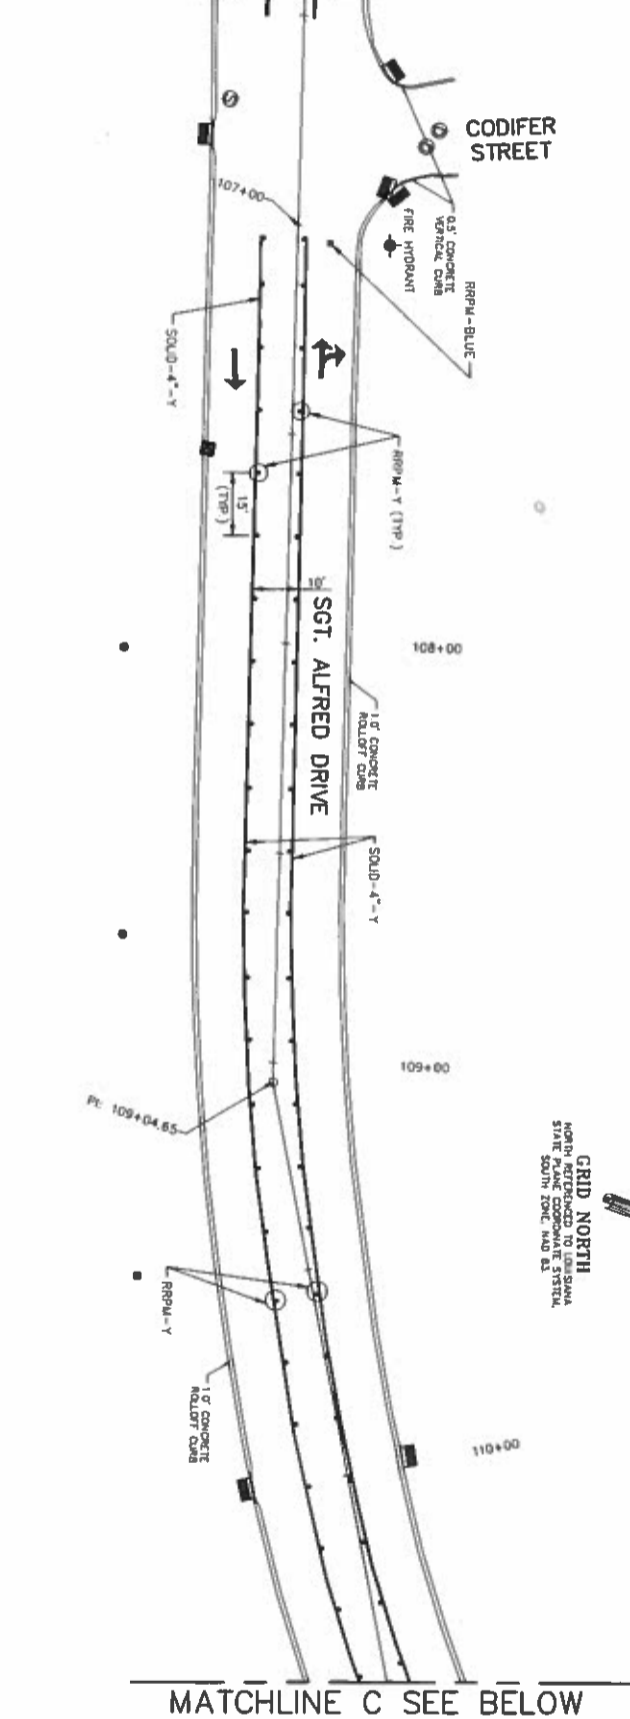 CODIFER
STREET
107+00
0.5' CONCRETE
VERTICAL CURB
FIRE HYDRANT
RRPM-BLUE
SOLID-4"-Y
RRPM-Y (TYP.)
15'
(TYP.)
10'
SGT. ALFRED DRIVE
108+00
1.0' CONCRETE
ROLLOFF CURB
SOLID-4"-Y
109+00
PI: 109+04.65
GRID NORTH
NORTH REFERENCED TO LOUISIANA
STATE PLANE COORDINATE SYSTEM,
SOUTH ZONE, NAD 83.
RRPM-Y
1.0' CONCRETE
ROLLOFF CURB
110+00
S
MATCHLINE C SEE BELOW